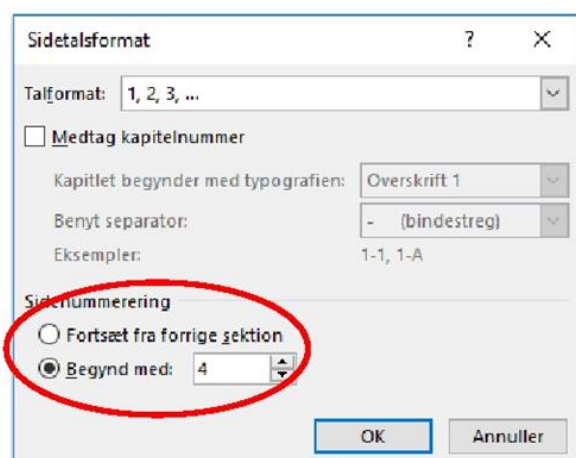 Sidetalsformat ? X
Talformat: 1, 2, 3, ...
Medtag kapitelnummer
Kapitlet begynder med typografien: Overskrift 1
Benyt separator: - (bindestreg)
Eksempler: 1-1, 1-A
Sidenummerering
Fortsæt fra forrige sektion
Begynd med: 4
OK Annuller